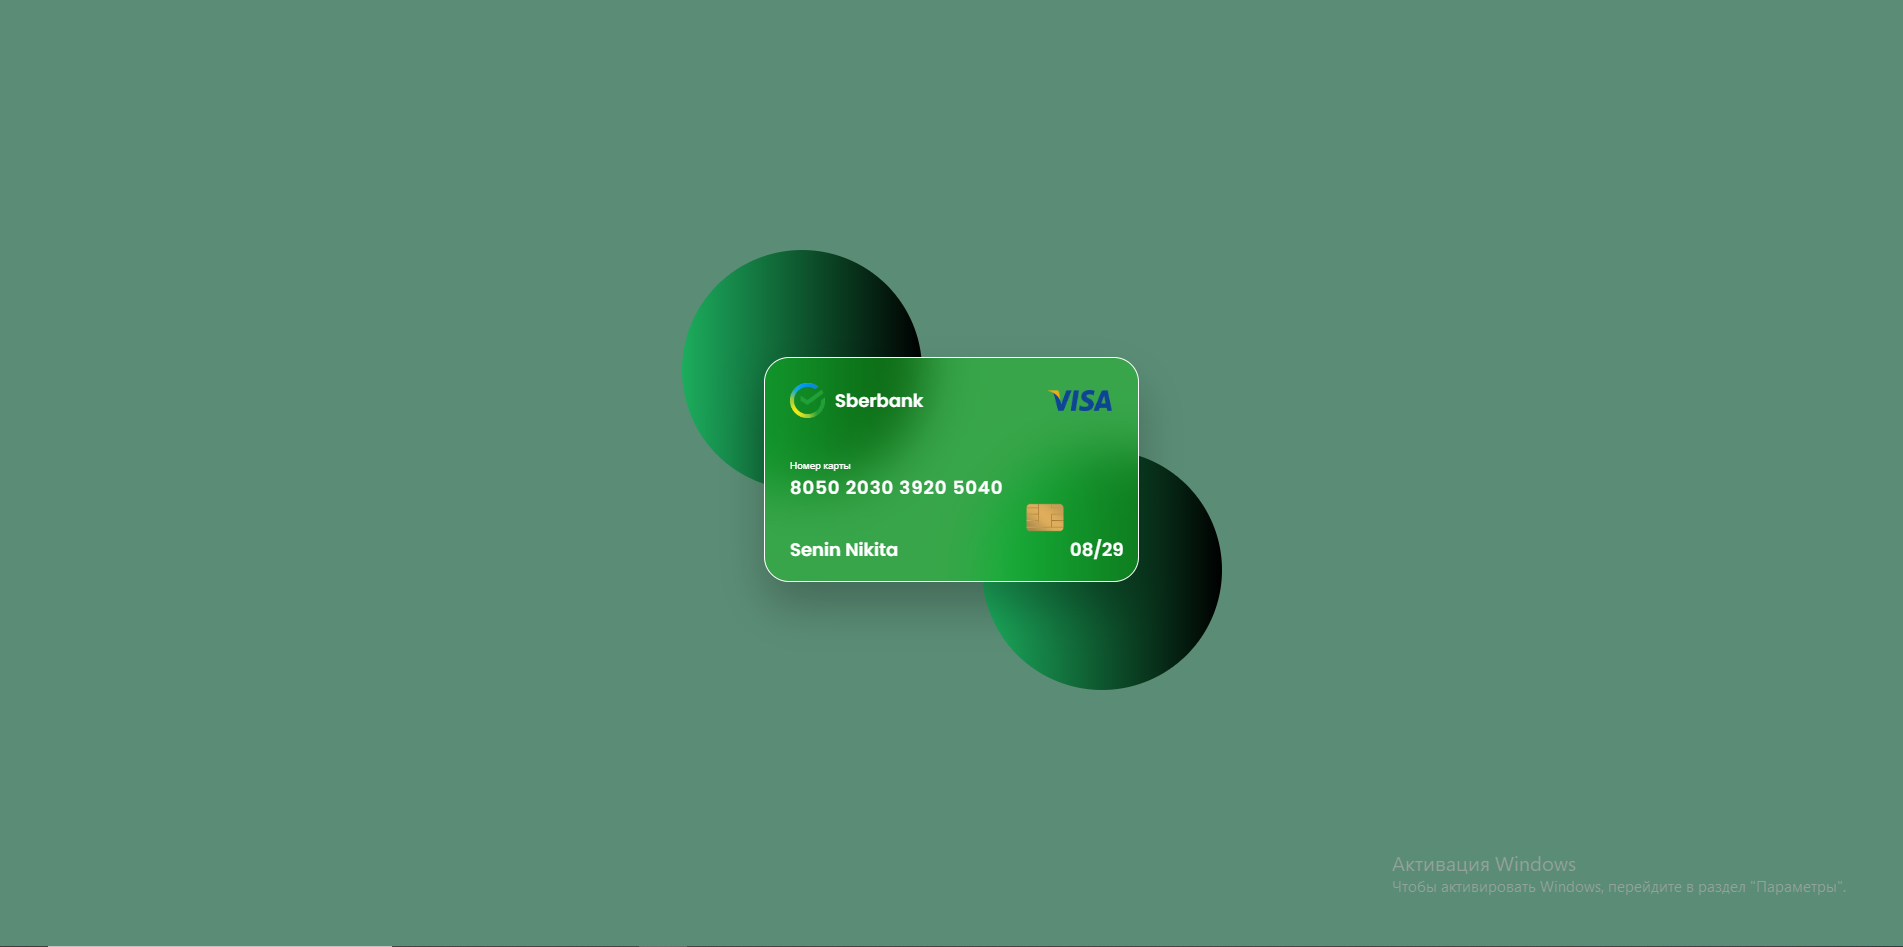 Sberbank
VISA
Номер карты
8050 2030 3920 5040
Senin Nikita
08/29
Активация Windows
Чтобы активировать Windows, перейдите в раздел "Параметры".